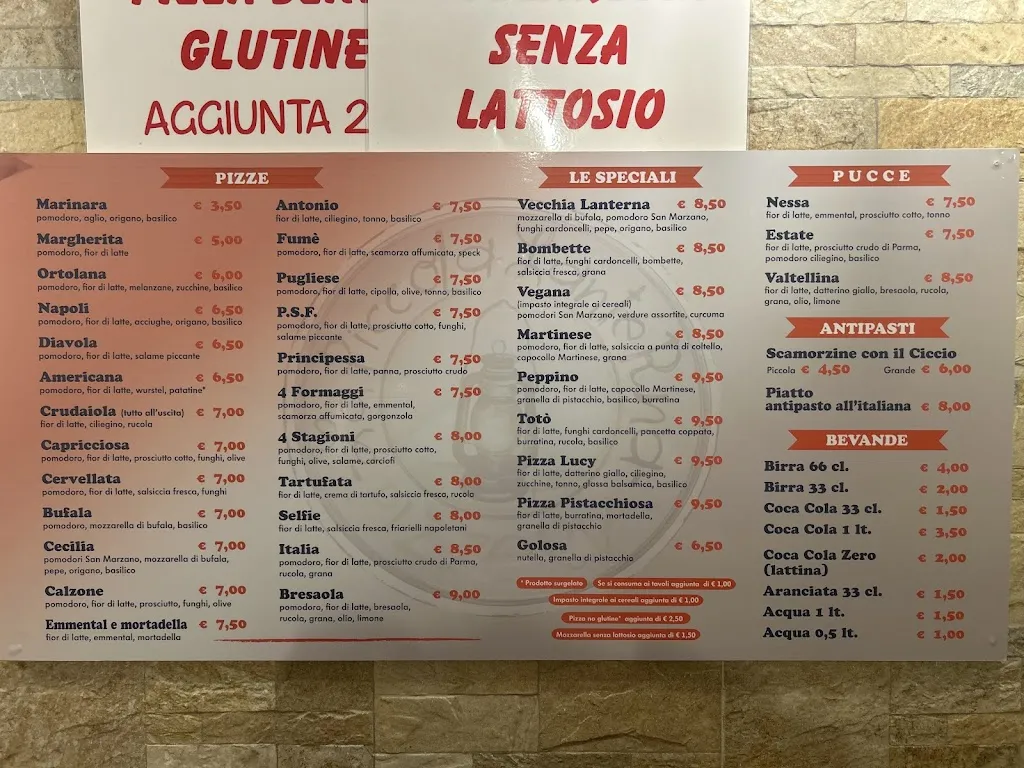 GLUTINE
AGGIUNTA 2
SENZA
LATTOSIO
PIZZE
Marinara € 3,50
pomodoro, aglio, origano, basilico
Margherita € 5,00
pomodoro, fior di latte
Ortolana € 6,00
pomodoro, fior di latte, melanzane, zucchine, basilico
Napoli € 6,50
pomodoro, fior di latte, acciughe, origano, basilico
Diavola € 6,50
pomodoro, fior di latte, salame piccante
Americana € 6,50
pomodoro, fior di latte, wurstel, patatine*
Crudaiola (tutto all'uscita) € 7,00
fior di latte, ciliegino, rucola
Capricciosa € 7,00
pomodoro, fior di latte, prosciutto cotto, funghi, olive
Cervellata € 7,00
pomodoro, fior di latte, salsiccia fresca, funghi
Bufala € 7,00
pomodoro, mozzarella di bufala, basilico
Cecilia € 7,00
pomodori San Marzano, mozzarella di bufala,
pepe, origano, basilico
Calzone € 7,00
pomodoro, fior di latte, prosciutto, funghi, olive
Emmental e mortadella € 7,50
fior di latte, emmental, mortadella
Antonio € 7,50
fior di latte, ciliegino, tonno, basilico
Fumè € 7,50
pomodoro, fior di latte, scamorza affumicata, speck
Pugliese € 7,50
pomodoro, fior di latte, cipolla, olive, tonno, basilico
P.S.F. € 7,50
pomodoro, fior di latte, prosciutto cotto, funghi,
salame piccante
Principessa € 7,50
pomodoro, fior di latte, panna, prosciutto crudo
4 Formaggi € 7,50
pomodoro, fior di latte, emmental,
scamorza affumicata, gorgonzola
4 Stagioni € 8,00
pomodoro, fior di latte, prosciutto cotto,
funghi, olive, salame, carciofi
Tartufata € 8,00
fior di latte, crema di tartufo, salsiccia fresca, rucola
Selfie € 8,00
fior di latte, salsiccia fresca, friarielli napoletani
Italia € 8,50
pomodoro, fior di latte, prosciutto crudo di Parma,
rucola, grana
Bresaola € 9,00
pomodoro, fior di latte, bresaola,
rucola, grana, olio, limone
LE SPECIALI
Vecchia Lanterna € 8,50
mozzarella di bufala, pomodoro San Marzano,
funghi cardoncelli, pepe, origano, basilico
Bombette € 8,50
fior di latte, funghi cardoncelli, bombette,
salsiccia fresca, grana
Vegana € 8,50
(impasto integrale ai cereali)
pomodori San Marzano, verdure assortite, curcuma
Martinese € 8,50
pomodoro, fior di latte, salsiccia a punta di coltello,
capocollo Martinese, grana
Peppino € 9,50
pomodoro, fior di latte, capocollo Martinese,
granella di pistacchio, basilico, burratina
Totò € 9,50
fior di latte, funghi cardoncelli, pancetta coppata,
burratina, rucola, basilico
Pizza Lucy € 9,50
fior di latte, datterino giallo, ciliegino,
zucchine, tonno, glassa balsamica, basilico
Pizza Pistacchiosa € 9,50
fior di latte, burratina, mortadella,
granella di pistacchio
Golosa € 6,50
nutella, granella di pistacchio
* Prodotto surgelato
Se si consuma ai tavoli aggiunta di € 1,00
Impasto integrale ai cereali aggiunta di € 1,00
Pizza no glutine* aggiunta di € 2,50
Mozzarella senza lattosio aggiunta di € 1,50
PUCCE
Nessa € 7,50
fior di latte, emmental, prosciutto cotto, tonno
Estate € 7,50
fior di latte, prosciutto crudo di Parma,
pomodoro ciliegino, basilico
Valtellina € 8,50
fior di latte, datterino giallo, bresaola, rucola,
grana, olio, limone
ANTIPASTI
Scamorzine con il Ciccio
Piccola € 4,50 Grande € 6,00
Piatto
antipasto all'italiana € 8,00
BEVANDE
Birra 66 cl. € 4,00
Birra 33 cl. € 2,00
Coca Cola 33 cl. € 1,50
Coca Cola 1 lt. € 3,50
Coca Cola Zero € 2,00
(lattina)
Aranciata 33 cl. € 1,50
Acqua 1 lt. € 1,50
Acqua 0,5 lt. € 1,00